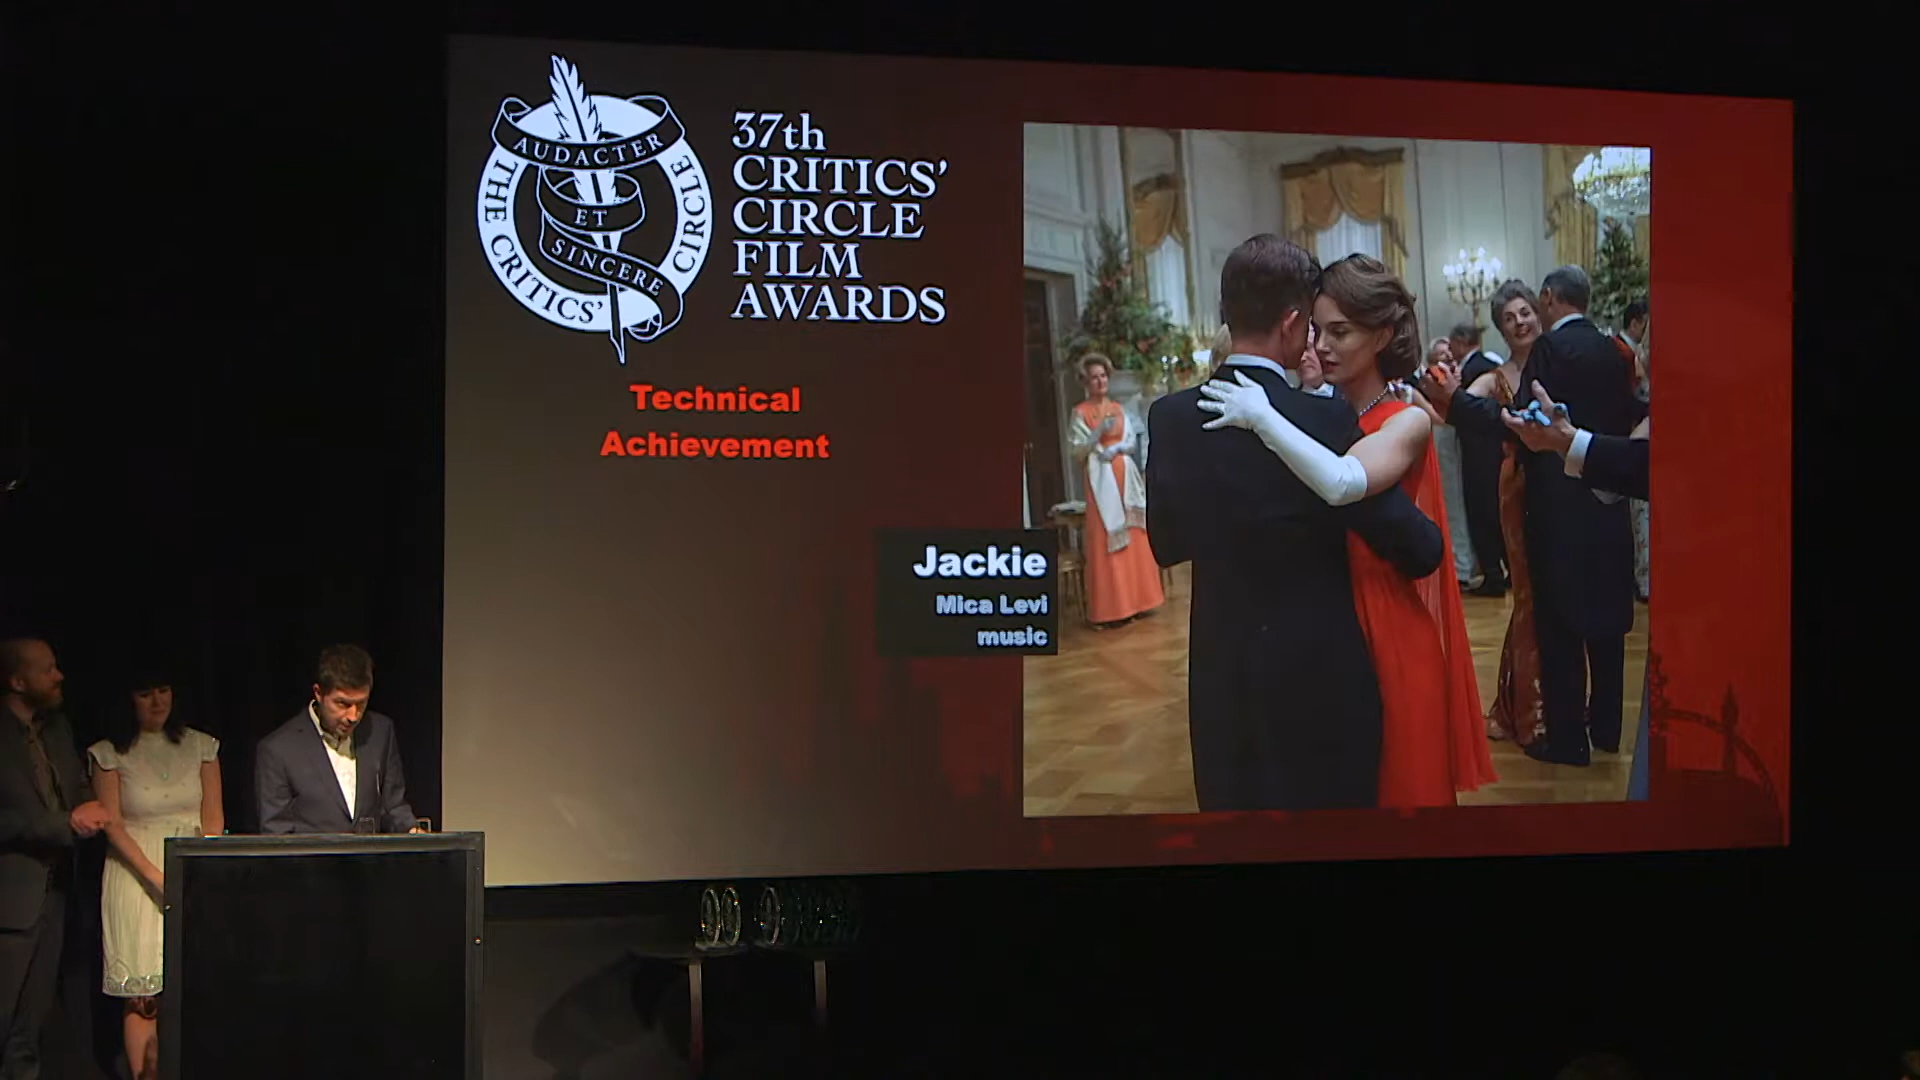 AUDACTER
ET
SINCERE
THE CRITICS' CIRCLE
37th
CRITICS'
CIRCLE
FILM
AWARDS
Technical
Achievement
Jackie
Mica Levi
music